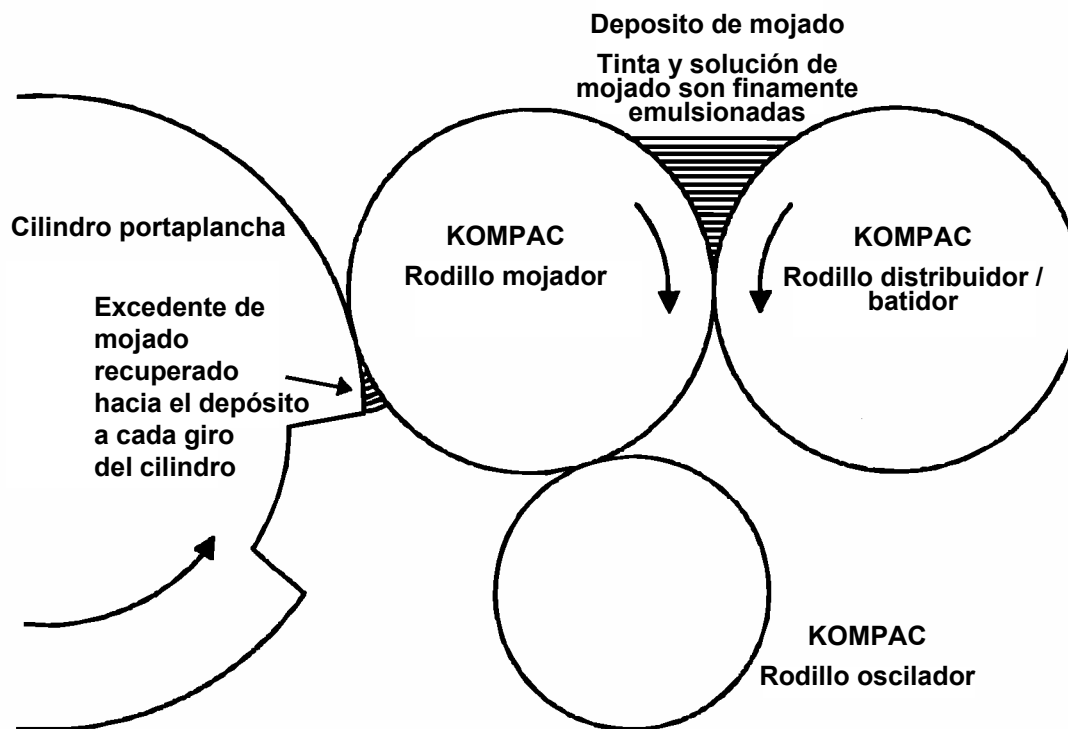 Deposito de mojado
Tinta y solución de
mojado son finamente
emulsionadas
Cilindro portaplancha
KOMPAC
Rodillo mojador
KOMPAC
Rodillo distribuidor /
batidor
Excedente de
mojado
recuperado
hacia el depósito
a cada giro
del cilindro
KOMPAC
Rodillo oscilador